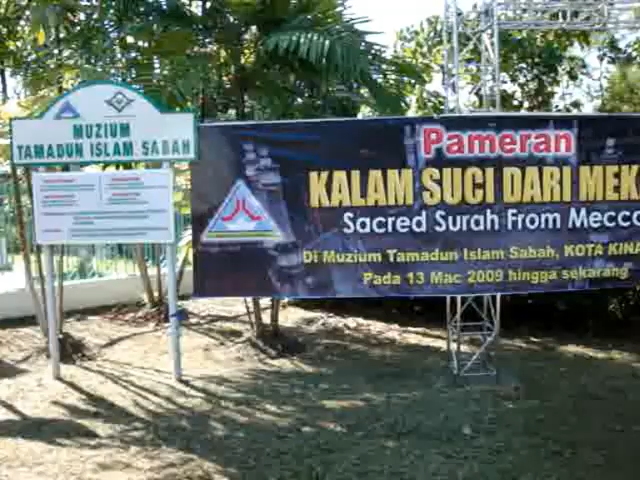 MUZIUM
TAMADUN ISLAM SABAH
Pameran
KALAM SUCI DARI MEK
Sacred Surah From Mecca
Di Muzium Tamadun Islam Sabah, KOTA KINA
Pada 13 Mac 2009 hingga sekarang